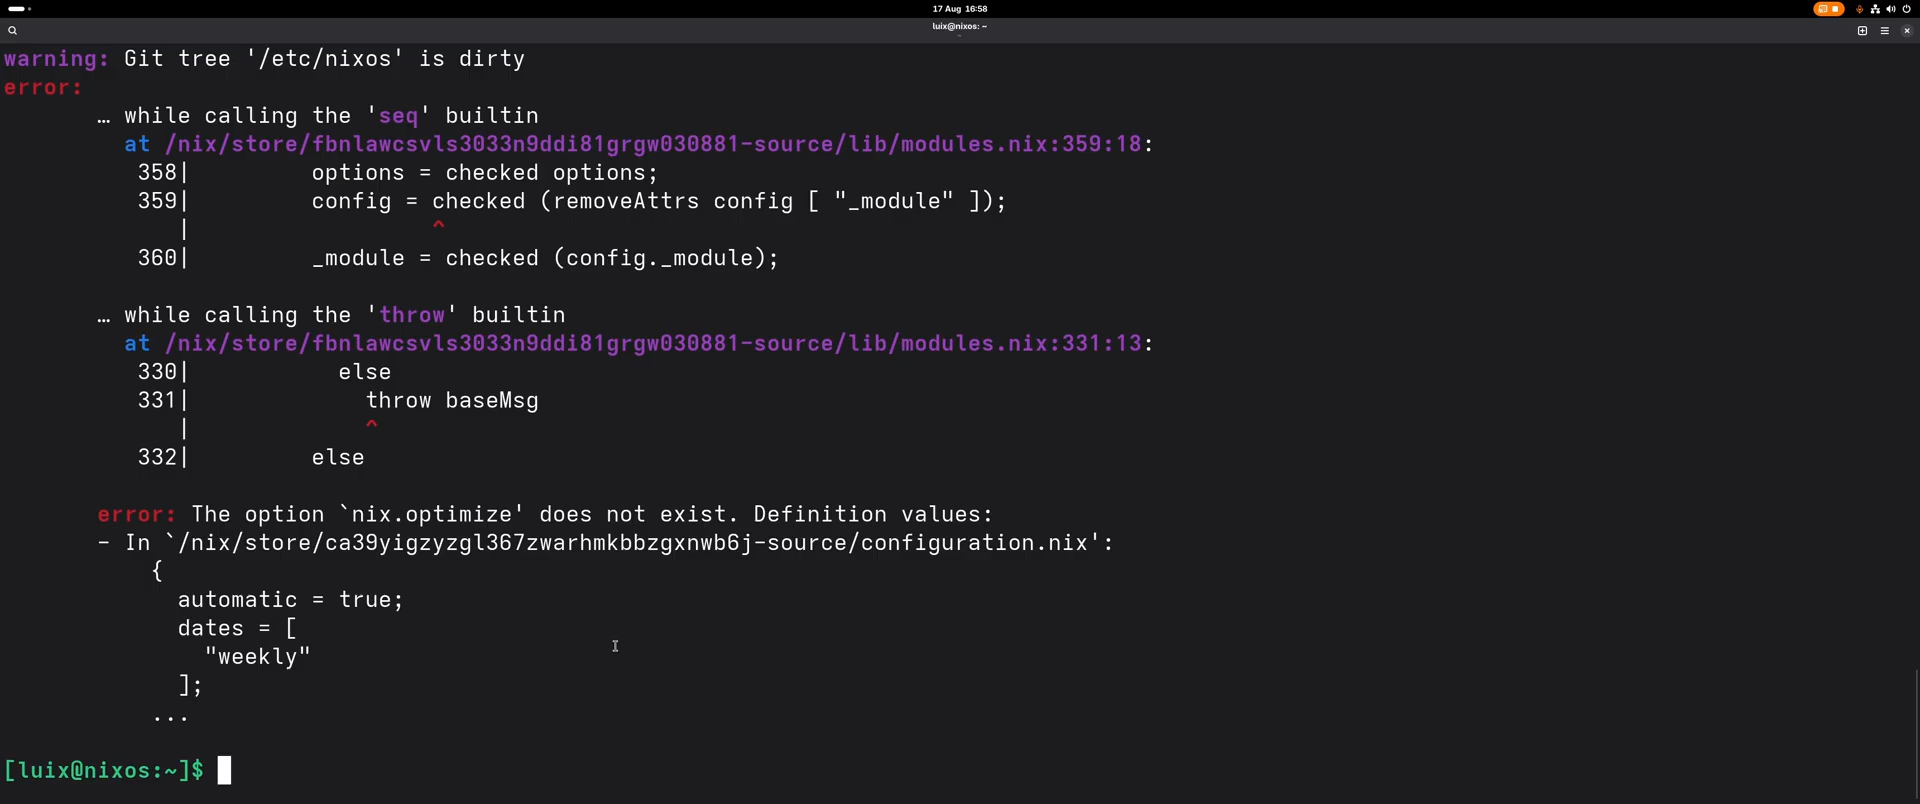 17 Aug 16:58
luix@nixos: ~
~
warning: Git tree '/etc/nixos' is dirty
error:
… while calling the 'seq' builtin
at /nix/store/fbnlawcsvls3033n9ddi81grgw030881-source/lib/modules.nix:359:18:
358| options = checked options;
359| config = checked (removeAttrs config [ "_module" ]);
| ^
360| _module = checked (config._module);
… while calling the 'throw' builtin
at /nix/store/fbnlawcsvls3033n9ddi81grgw030881-source/lib/modules.nix:331:13:
330| else
331| throw baseMsg
| ^
332| else
error: The option `nix.optimize' does not exist. Definition values:
- In `/nix/store/ca39yigzyzgl367zwarhmkbbzgxnwb6j-source/configuration.nix':
{
automatic = true;
dates = [
"weekly"
];
...
[luix@nixos:~]$